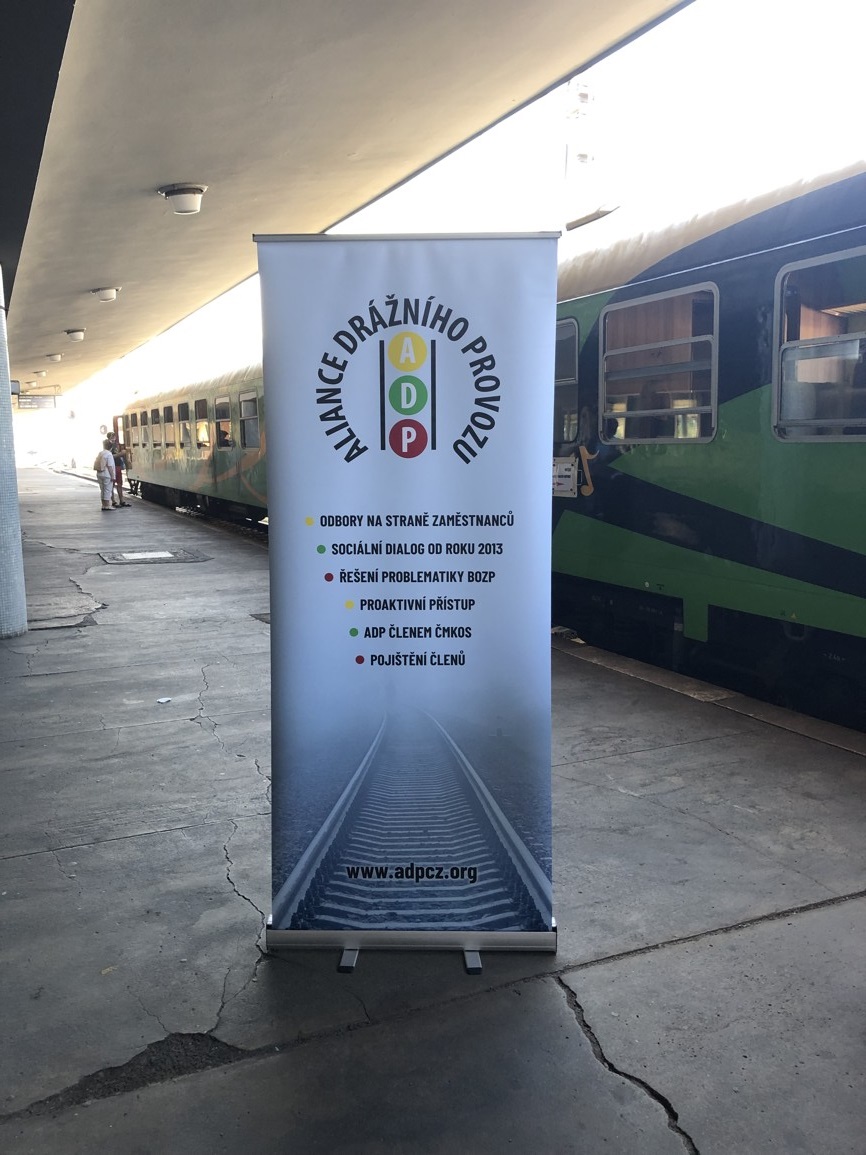 ALIANCE DRÁŽNÍHO PROVOZU
A
D
P
ODBORY NA STRANĚ ZAMĚSTNANCŮ
SOCIÁLNÍ DIALOG OD ROKU 2013
ŘEŠENÍ PROBLEMATIKY BOZP
PROAKTIVNÍ PŘÍSTUP
ADP ČLENEM ČMKOS
POJIŠTĚNÍ ČLENŮ
www.adpcz.org